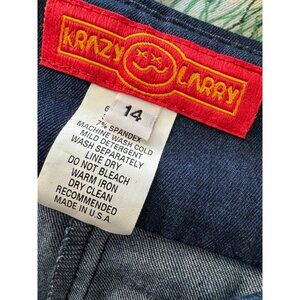 KRAZY LARRY
14
7% SPANDEX
MACHINE WASH COLD
MILD DETERGENT
WASH SEPARATELY
LINE DRY
DO NOT BLEACH
WARM IRON
DRY CLEAN
RECOMMENDED
MADE IN U.S.A.